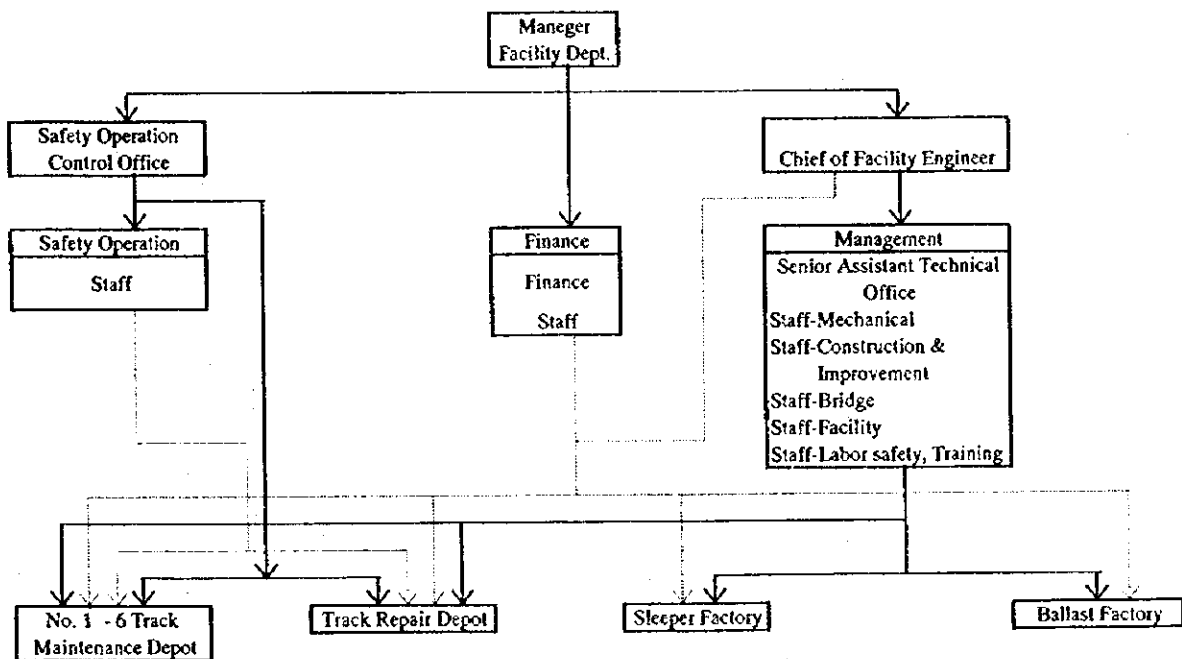 Maneger
Facility Dept.
Safety Operation
Control Office
Chief of Facility Engineer
Safety Operation
Staff
Finance
Finance
Staff
Management
Senior Assistant Technical
Office
Staff-Mechanical
Staff-Construction &
Improvement
Staff-Bridge
Staff-Facility
Staff-Labor safety, Training
No. 1 - 6 Track
Maintenance Depot
Track Repair Depot
Sleeper Factory
Ballast Factory